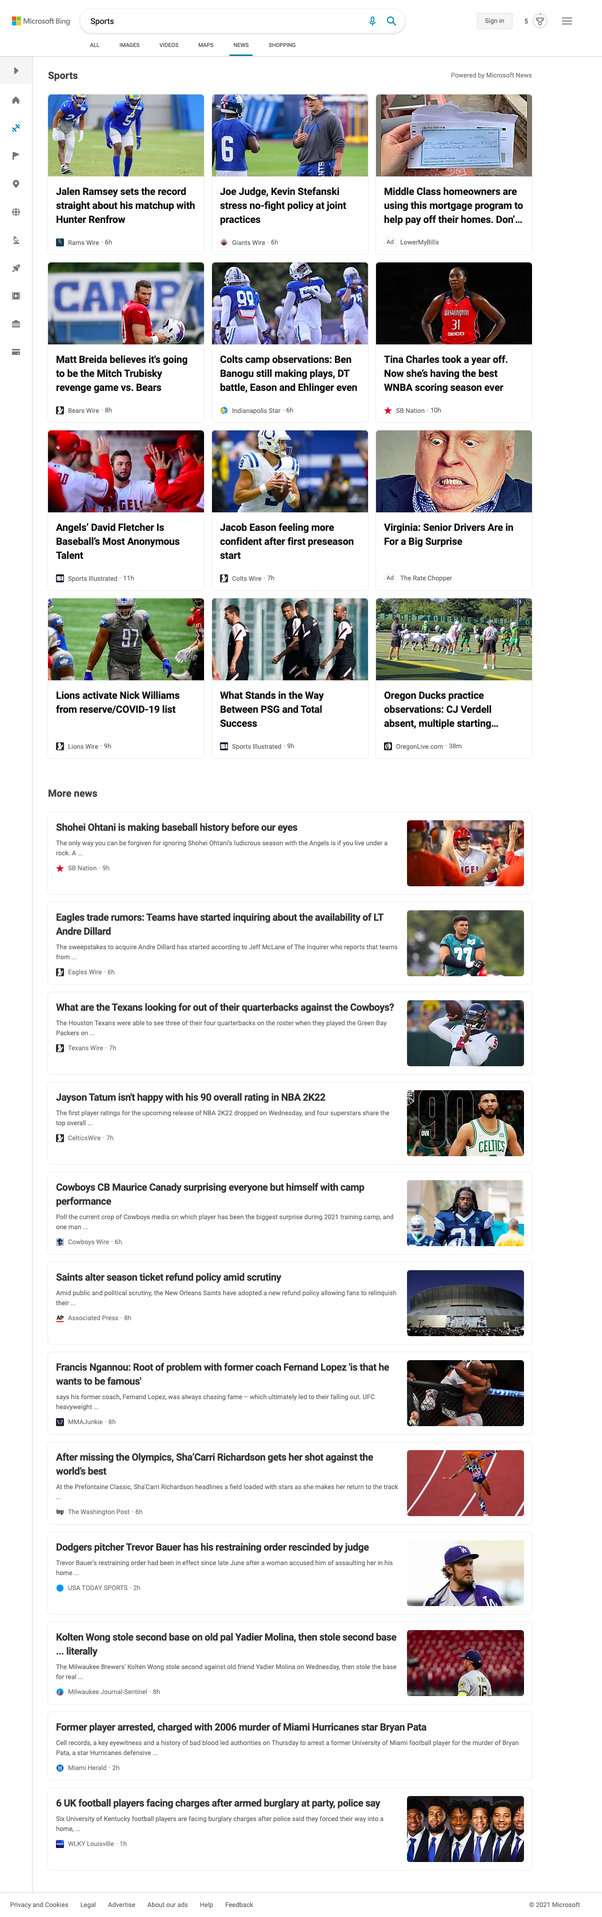 Microsoft Bing
Sports
Sign in
5
ALL IMAGES VIDEOS MAPS NEWS SHOPPING
Sports
Powered by Microsoft News
Jalen Ramsey sets the record
straight about his matchup with
Hunter Renfrow
Rams Wire · 6h
Joe Judge, Kevin Stefanski
stress no-fight policy at joint
practices
Giants Wire · 6h
Middle Class homeowners are
using this mortgage program to
help pay off their homes. Don'...
Ad LowerMyBills
Matt Breida believes it's going
to be the Mitch Trubisky
revenge game vs. Bears
Bears Wire · 8h
Colts camp observations: Ben
Banogu still making plays, DT
battle, Eason and Ehlinger even
Indianapolis Star · 6h
Tina Charles took a year off.
Now she's having the best
WNBA scoring season ever
SB Nation · 10h
Angels' David Fletcher Is
Baseball's Most Anonymous
Talent
Sports Illustrated · 11h
Jacob Eason feeling more
confident after first preseason
start
Colts Wire · 7h
Virginia: Senior Drivers Are in
For a Big Surprise
Ad The Rate Chopper
Lions activate Nick Williams
from reserve/COVID-19 list
Lions Wire · 9h
What Stands in the Way
Between PSG and Total
Success
Sports Illustrated · 9h
Oregon Ducks practice
observations: CJ Verdell
absent, multiple starting...
OregonLive.com · 38m
More news
Shohei Ohtani is making baseball history before our eyes
The only way you can be forgiven for ignoring Shohei Ohtani's ludicrous season with the Angels is if you live under a
rock. A ...
SB Nation · 9h
Eagles trade rumors: Teams have started inquiring about the availability of LT
Andre Dillard
The sweepstakes to acquire Andre Dillard has started according to Jeff McLane of The Inquirer who reports that teams
from ...
Eagles Wire · 6h
What are the Texans looking for out of their quarterbacks against the Cowboys?
The Houston Texans were able to see three of their four quarterbacks on the roster when they played the Green Bay
Packers on ...
Texans Wire · 7h
Jayson Tatum isn't happy with his 90 overall rating in NBA 2K22
The first player ratings for the upcoming release of NBA 2K22 dropped on Wednesday, and four superstars share the
top overall ...
CelticsWire · 7h
Cowboys CB Maurice Canady surprising everyone but himself with camp
performance
Poll the current crop of Cowboys media on which player has been the biggest surprise during 2021 training camp, and
one man ...
Cowboys Wire · 6h
Saints alter season ticket refund policy amid scrutiny
Amid public and political scrutiny, the New Orleans Saints have adopted a new refund policy allowing fans to relinquish
their ...
AP Associated Press · 8h
Francis Ngannou: Root of problem with former coach Fernand Lopez 'is that he
wants to be famous'
says his former coach, Fernand Lopez, was always chasing fame – which ultimately led to their falling out. UFC
heavyweight ...
MMAJunkie · 8h
After missing the Olympics, Sha'Carri Richardson gets her shot against the
world's best
At the Prefontaine Classic, Sha'Carri Richardson headlines a field loaded with stars as she makes her return to the track
...
wp The Washington Post · 6h
Dodgers pitcher Trevor Bauer has his restraining order rescinded by judge
Trevor Bauer's restraining order had been in effect since late June after a woman accused him of assaulting her in his
home ...
USA TODAY SPORTS · 2h
Kolten Wong stole second base on old pal Yadier Molina, then stole second base
... literally
The Milwaukee Brewers' Kolten Wong stole second against old friend Yadier Molina on Wednesday, then stole the base
for real ...
Milwaukee Journal-Sentinel · 8h
Former player arrested, charged with 2006 murder of Miami Hurricanes star Bryan Pata
Cell records, a key eyewitness and a history of bad blood led authorities on Thursday to arrest a former University of Miami football player for the murder of Bryan
Pata, a star Hurricanes defensive ...
Miami Herald · 2h
6 UK football players facing charges after armed burglary at party, police say
Six University of Kentucky football players are facing burglary charges after police said they forced their way into a
home, ...
WLKY Louisville · 1h
Privacy and Cookies Legal Advertise About our ads Help Feedback
© 2021 Microsoft